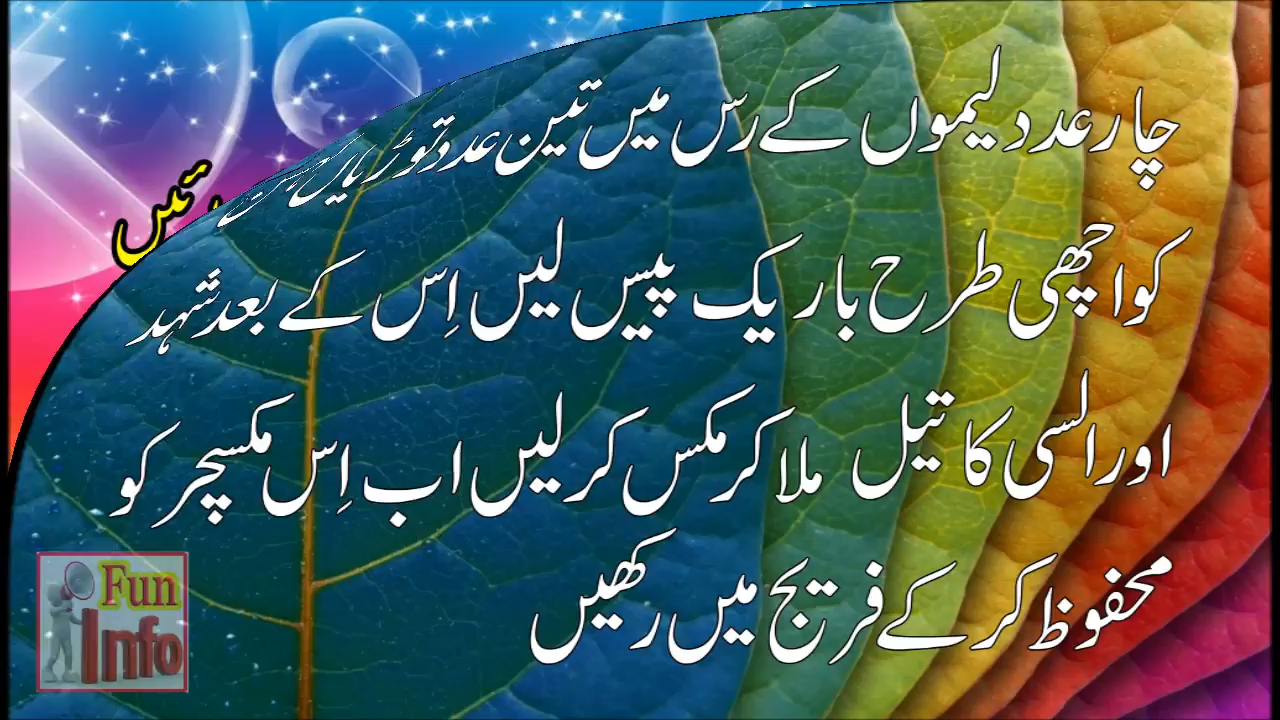 چار عدد لیموں کے رس میں تین عدد توڑیاں
کو اچھی طرح باریک پیس لیں اِس کے بعد شہد
اور السی کا تیل ملا کر مکس کر لیں اب اِس مکسچر کو
محفوظ کر کے فریج میں رکھیں
Fun
Info